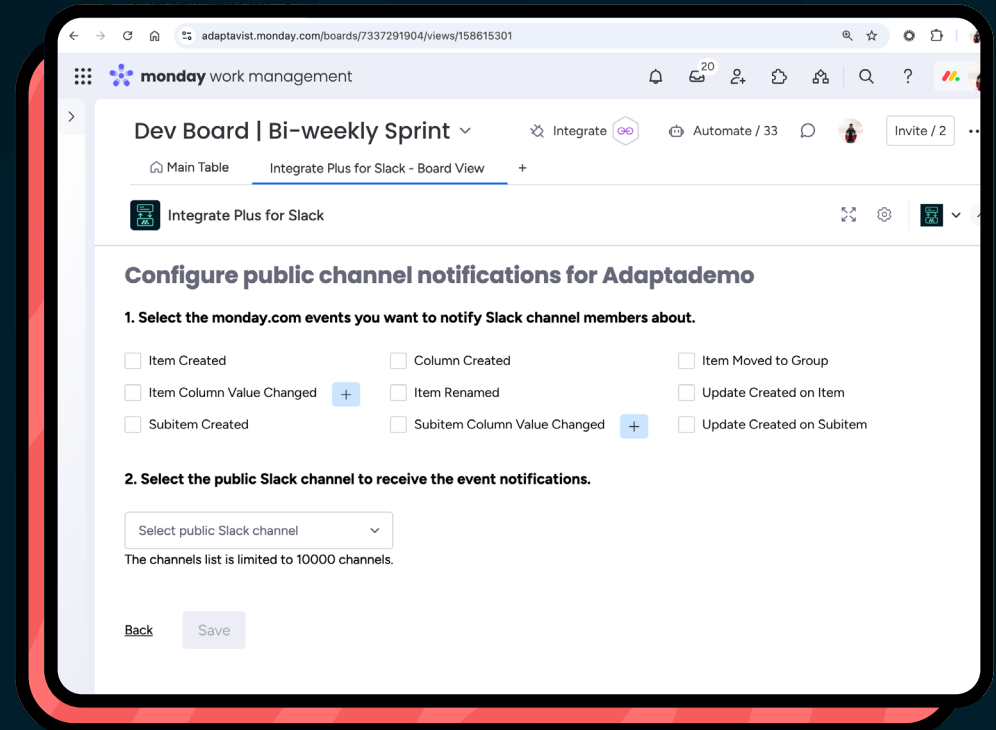 adaptavist.monday.com/boards/7337291904/views/158615301
monday work management
20
Dev Board | Bi-weekly Sprint
Integrate
Automate / 33
Invite / 2
Main Table
Integrate Plus for Slack - Board View
+
Integrate Plus for Slack
Configure public channel notifications for Adaptademo
1. Select the monday.com events you want to notify Slack channel members about.
Item Created
Column Created
Item Moved to Group
Item Column Value Changed +
Item Renamed
Update Created on Item
Subitem Created
Subitem Column Value Changed +
Update Created on Subitem
2. Select the public Slack channel to receive the event notifications.
Select public Slack channel
The channels list is limited to 10000 channels.
Back
Save